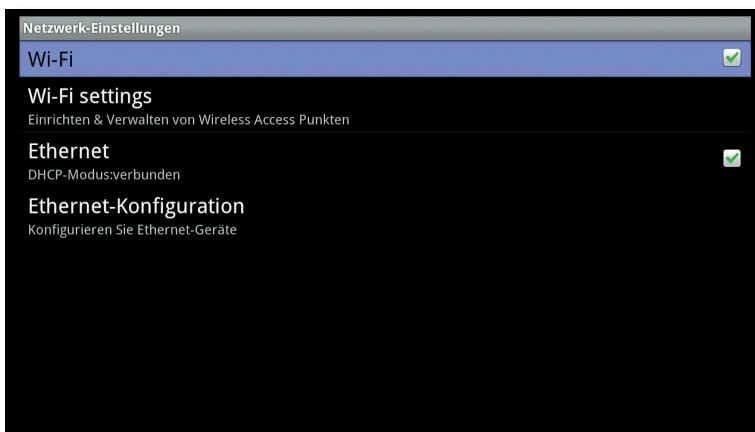 Netzwerk-Einstellungen
Wi-Fi
Wi-Fi settings
Einrichten & Verwalten von Wireless Access Punkten
Ethernet
DHCP-Modus:verbunden
Ethernet-Konfiguration
Konfigurieren Sie Ethernet-Geräte